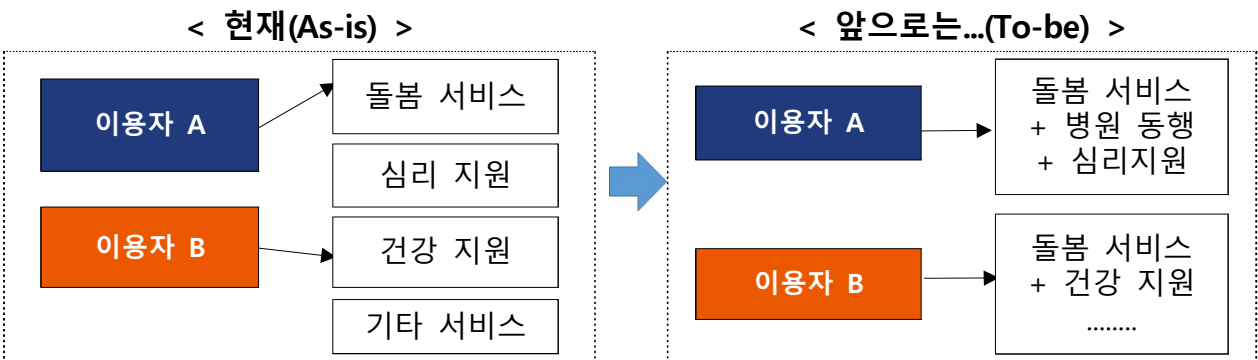 < 현재(As-is) >
이용자 A
돌봄 서비스
심리 지원
이용자 B
건강 지원
기타 서비스
< 앞으로는...(To-be) >
이용자 A
돌봄 서비스
+ 병원 동행
+ 심리지원
이용자 B
돌봄 서비스
+ 건강 지원
........